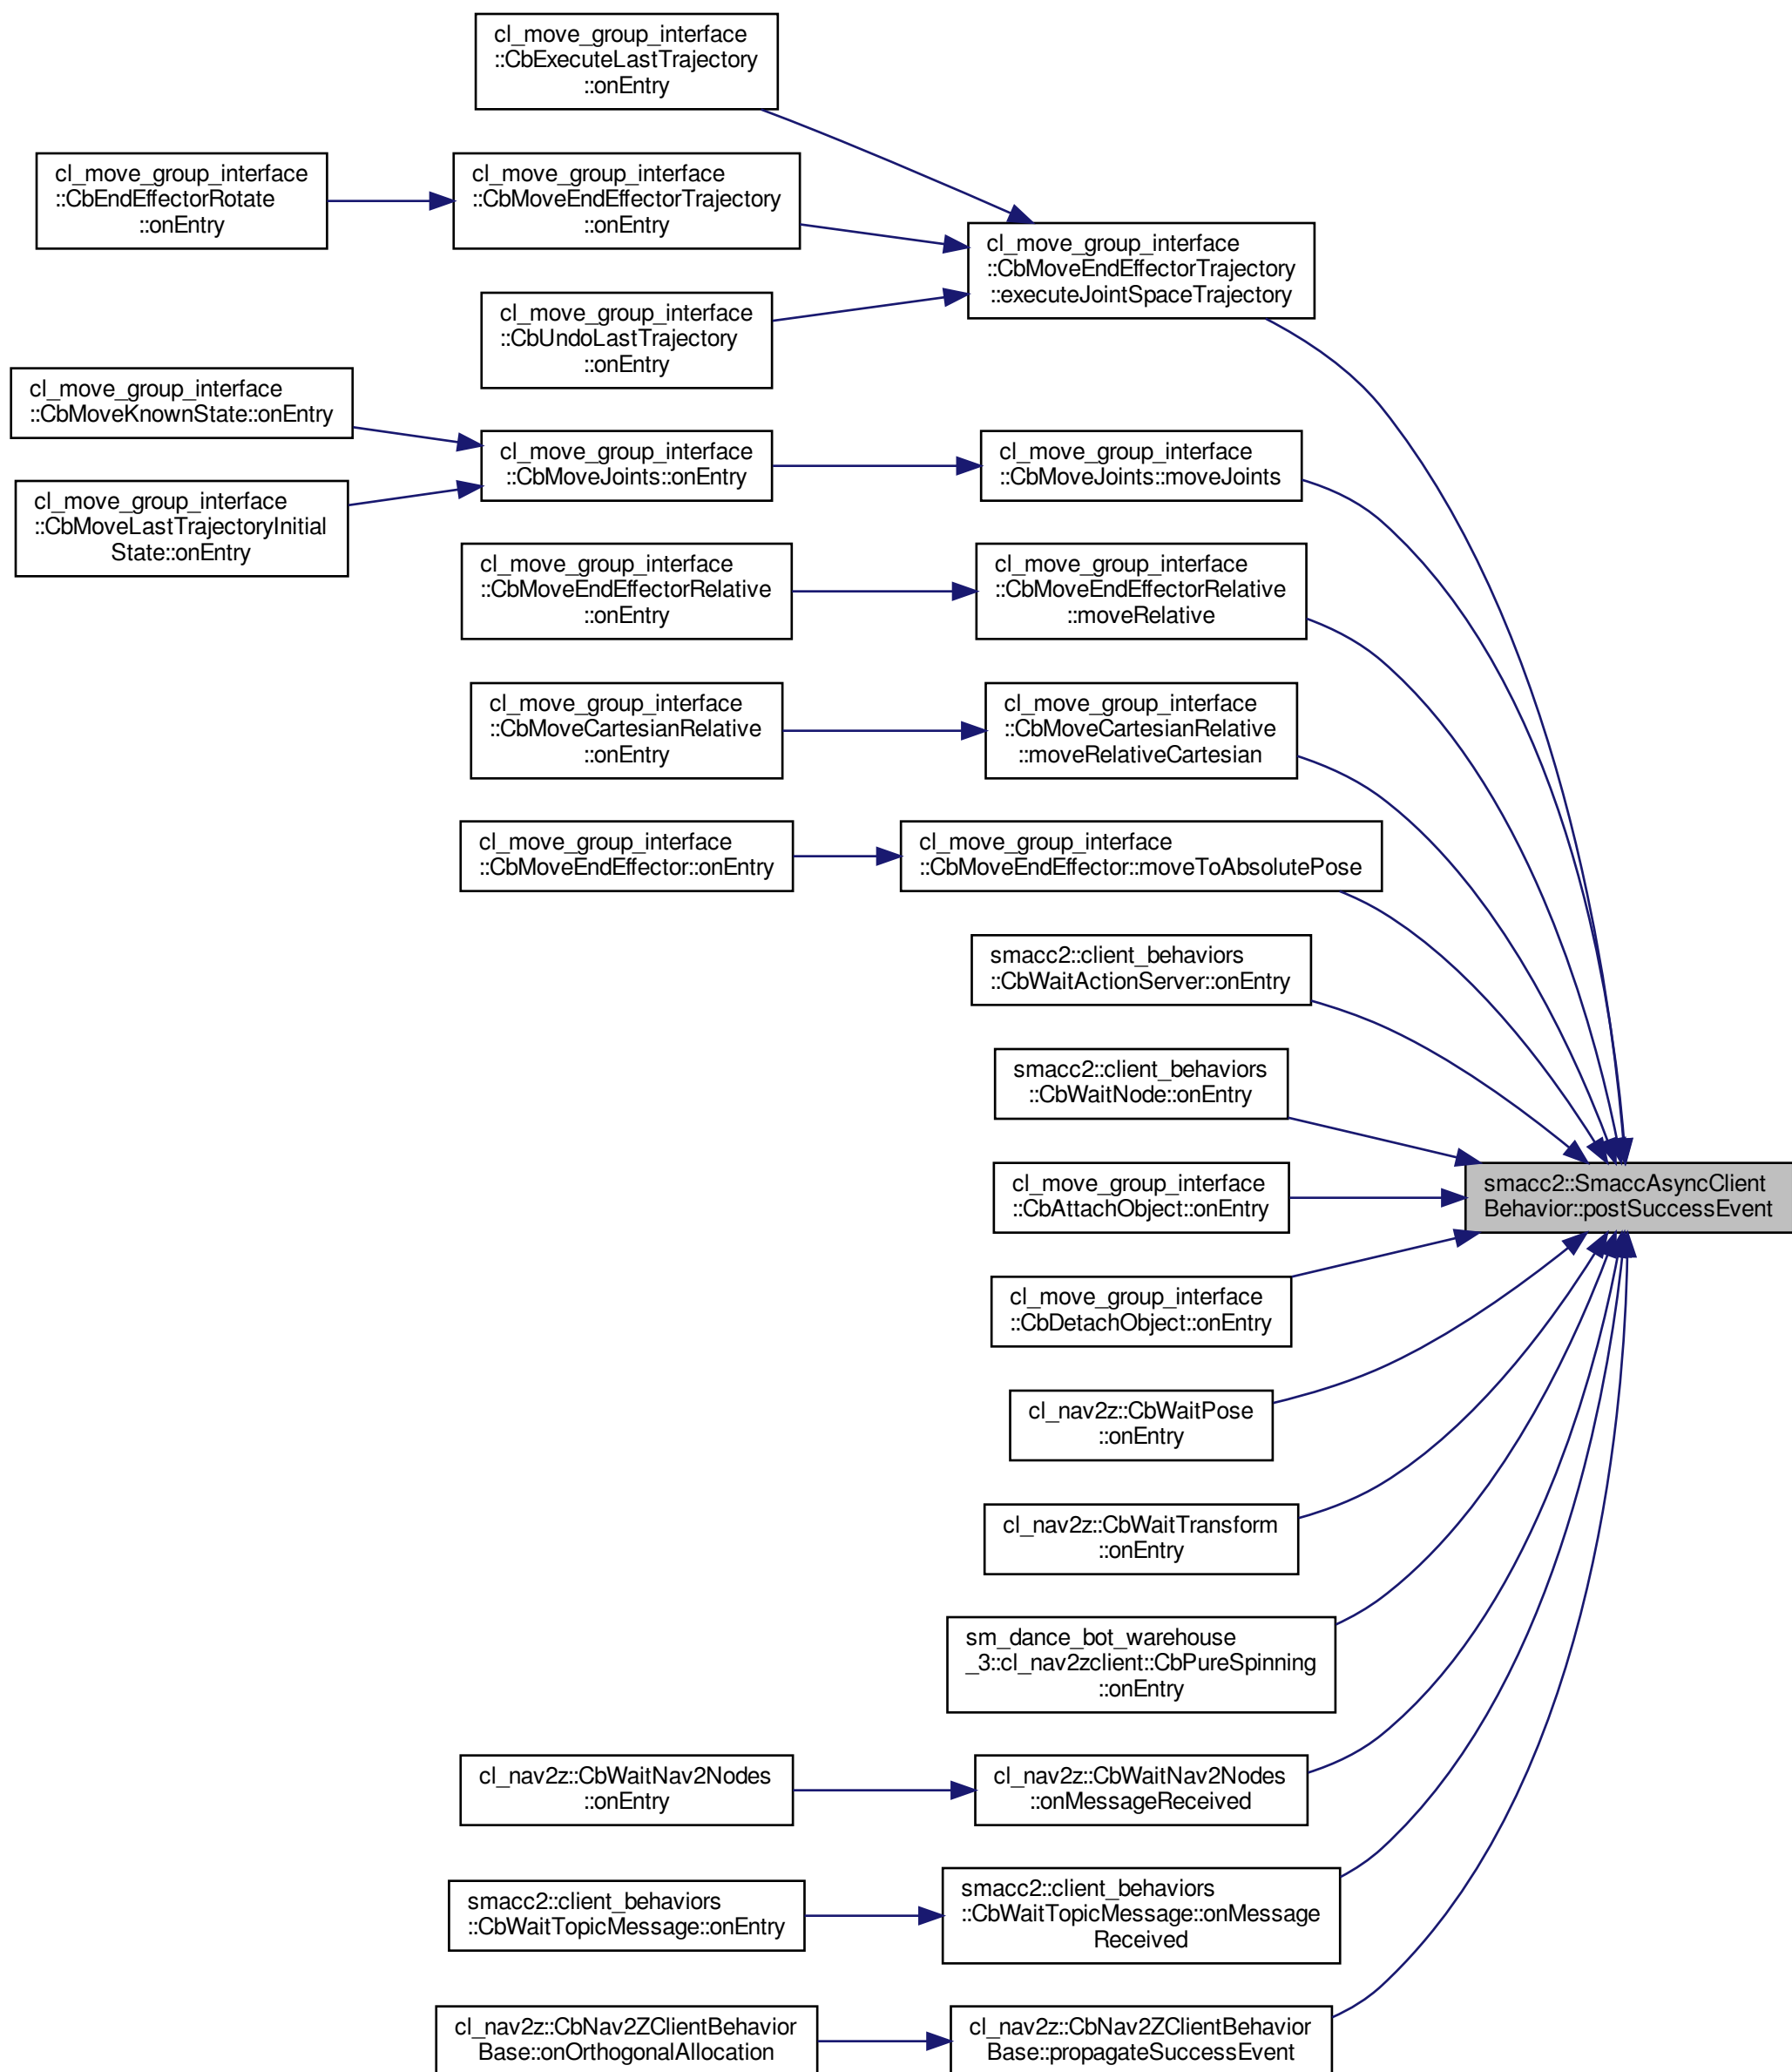 cl_move_group_interface
::CbExecuteLastTrajectory
::onEntry
cl_move_group_interface
::CbEndEffectorRotate
::onEntry
cl_move_group_interface
::CbMoveEndEffectorTrajectory
::onEntry
cl_move_group_interface
::CbMoveEndEffectorTrajectory
::executeJointSpaceTrajectory
cl_move_group_interface
::CbUndoLastTrajectory
::onEntry
cl_move_group_interface
::CbMoveKnownState::onEntry
cl_move_group_interface
::CbMoveJoints::onEntry
cl_move_group_interface
::CbMoveJoints::moveJoints
cl_move_group_interface
::CbMoveLastTrajectoryInitial
State::onEntry
cl_move_group_interface
::CbMoveEndEffectorRelative
::onEntry
cl_move_group_interface
::CbMoveEndEffectorRelative
::moveRelative
cl_move_group_interface
::CbMoveCartesianRelative
::onEntry
cl_move_group_interface
::CbMoveCartesianRelative
::moveRelativeCartesian
cl_move_group_interface
::CbMoveEndEffector::onEntry
cl_move_group_interface
::CbMoveEndEffector::moveToAbsolutePose
smacc2::client_behaviors
::CbWaitActionServer::onEntry
smacc2::client_behaviors
::CbWaitNode::onEntry
cl_move_group_interface
::CbAttachObject::onEntry
smacc2::SmaccAsyncClient
Behavior::postSuccessEvent
cl_move_group_interface
::CbDetachObject::onEntry
cl_nav2z::CbWaitPose
::onEntry
cl_nav2z::CbWaitTransform
::onEntry
sm_dance_bot_warehouse
_3::cl_nav2zclient::CbPureSpinning
::onEntry
cl_nav2z::CbWaitNav2Nodes
::onEntry
cl_nav2z::CbWaitNav2Nodes
::onMessageReceived
smacc2::client_behaviors
::CbWaitTopicMessage::onEntry
smacc2::client_behaviors
::CbWaitTopicMessage::onMessage
Received
cl_nav2z::CbNav2ZClientBehavior
Base::onOrthogonalAllocation
cl_nav2z::CbNav2ZClientBehavior
Base::propagateSuccessEvent